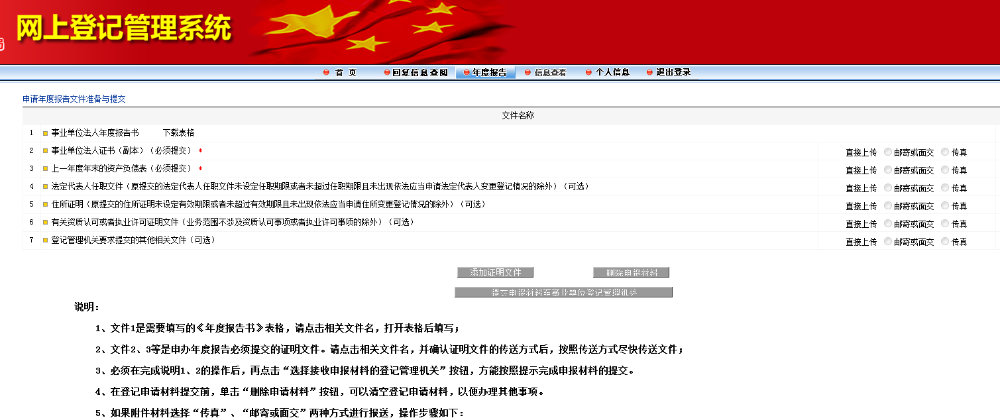 网上登记管理系统
首 页 回复信息查阅 年度报告 信息查看 个人信息 退出登录
申请年度报告文件准备与提交
文件名称
1 事业单位法人年度报告书 下载表格
2 事业单位法人证书（副本）（必须提交） * 直接上传 邮寄或面交 传真
3 上一年度年末的资产负债表（必须提交） * 直接上传 邮寄或面交 传真
4 法定代表人任职文件（原提交的法定代表人任职文件未设定任职期限或者未超过任职期限且未出现依法应当申请法定代表人变更登记情况的除外）（可选） 直接上传 邮寄或面交 传真
5 住所证明（原提交的住所证明未设定有效期限或者未超过有效期限且未出现依法应当申请住所变更登记情况的除外）（可选） 直接上传 邮寄或面交 传真
6 有关资质认可或者执业许可证明文件（业务范围不涉及资质认可事项或者执业许可事项的除外）（可选） 直接上传 邮寄或面交 传真
7 登记管理机关要求提交的其他相关文件（可选） 直接上传 邮寄或面交 传真
添加证明文件 删除申报材料
提交申报材料至事业单位登记管理机关
说明：
1、文件1是需要填写的《年度报告书》表格，请点击相关文件名，打开表格后填写；
2、文件2、3等是申办年度报告必须提交的证明文件。请点击相关文件名，并确认证明文件的传送方式后，按照传送方式尽快传送文件；
3、必须在完成说明1、2的操作后，再点击“选择接收申报材料的登记管理机关”按钮，方能按照提示完成申报材料的提交。
4、在登记申请材料提交前，单击“删除申请材料”按钮，可以清空登记申请材料，以便办理其他事项。
5、如果附件材料选择“传真”、“邮寄或面交”两种方式进行报送，操作步骤如下：